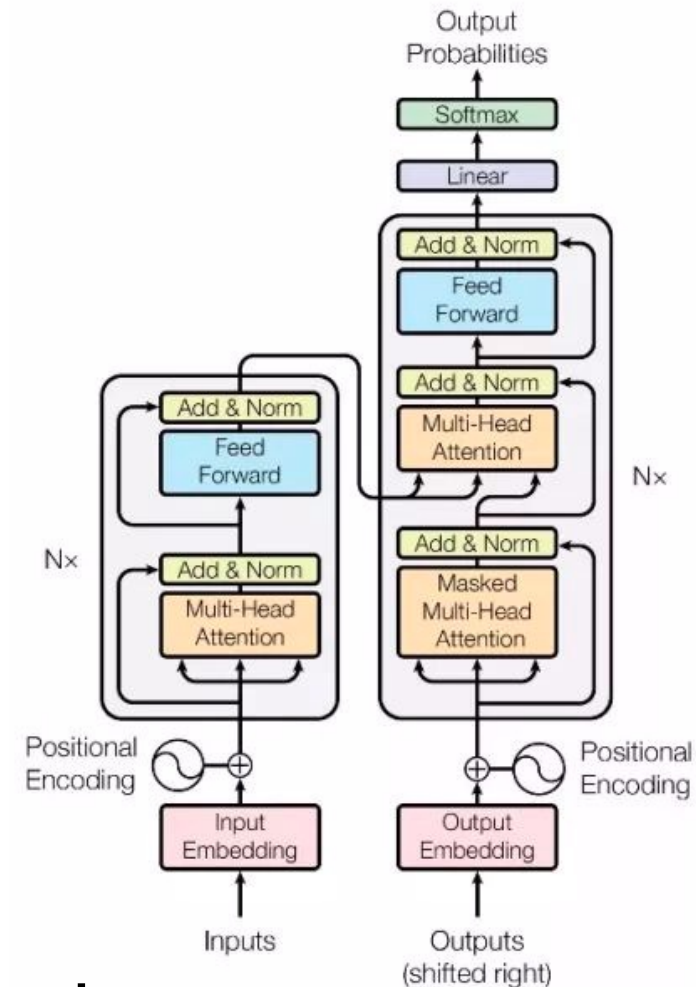 Output
Probabilities
Softmax
Linear
Add & Norm
Feed
Forward
Add & Norm
Multi-Head
Attention
Add & Norm
Masked
Multi-Head
Attention
Nx
Add & Norm
Feed
Forward
Add & Norm
Multi-Head
Attention
Nx
Positional
Encoding
Positional
Encoding
Input
Embedding
Output
Embedding
Inputs
Outputs
(shifted right)